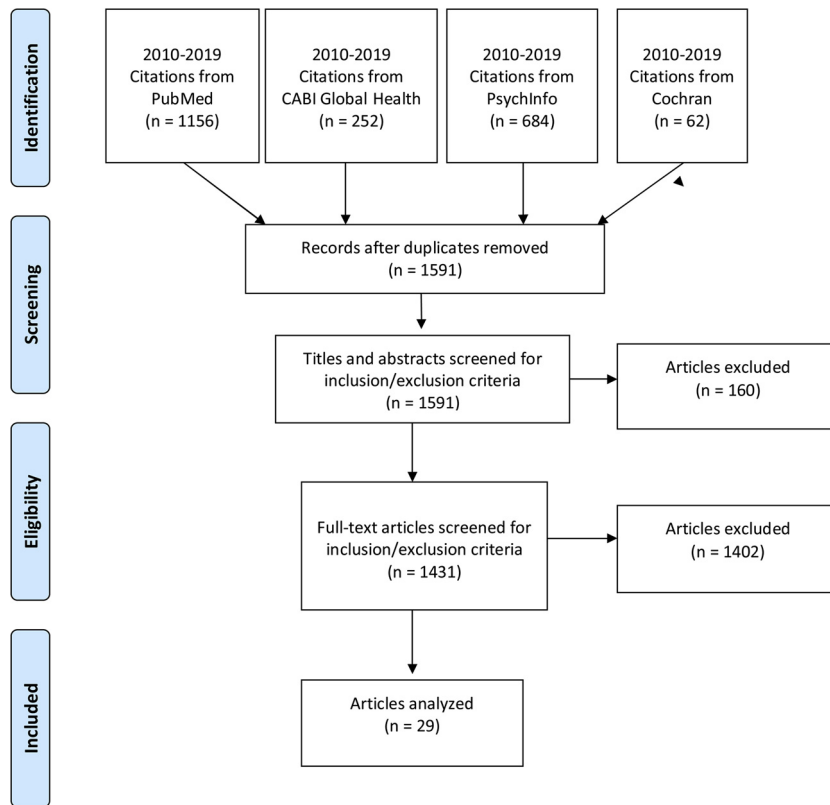 Identification
2010-2019
Citations from
PubMed
(n = 1156)
2010-2019
Citations from
CABI Global Health
(n = 252)
2010-2019
Citations from
PsychInfo
(n = 684)
2010-2019
Citations from
Cochran
(n = 62)
Screening
Records after duplicates removed
(n = 1591)
Titles and abstracts screened for
inclusion/exclusion criteria
(n = 1591)
Articles excluded
(n = 160)
Eligibility
Full-text articles screened for
inclusion/exclusion criteria
(n = 1431)
Articles excluded
(n = 1402)
Included
Articles analyzed
(n = 29)